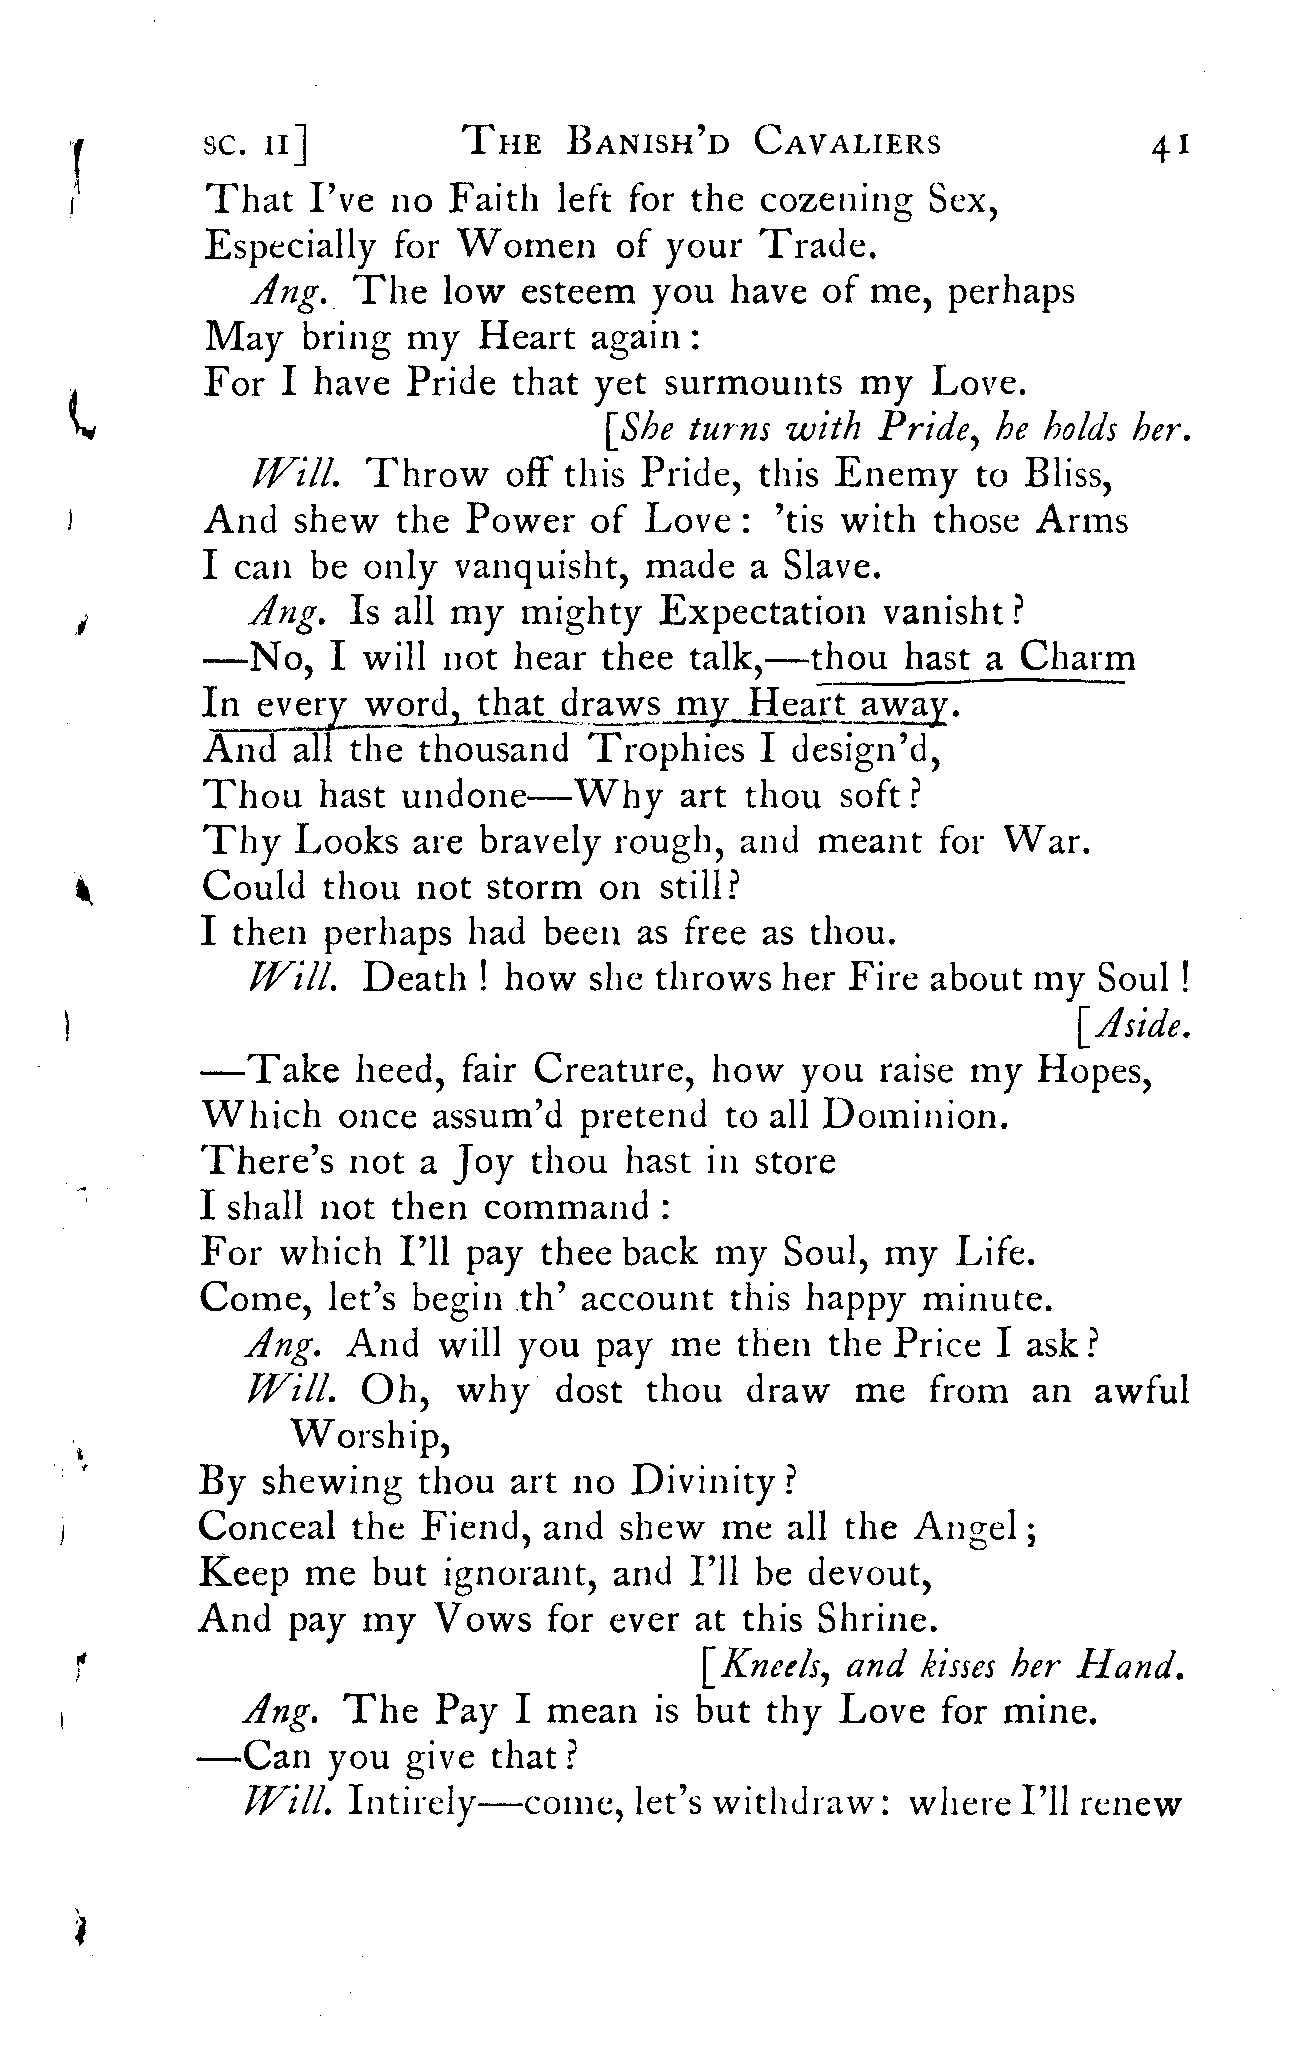 SC. II] THE BANISH'D CAVALIERS 41
That I've no Faith left for the cozening Sex,
Especially for Women of your Trade.
Ang. The low esteem you have of me, perhaps
May bring my Heart again :
For I have Pride that yet surmounts my Love.
[She turns with Pride, he holds her.
Will. Throw off this Pride, this Enemy to Bliss,
And shew the Power of Love : 'tis with those Arms
I can be only vanquisht, made a Slave.
Ang. Is all my mighty Expectation vanisht ?
—No, I will not hear thee talk,—thou hast a Charm
In every word, that draws my Heart away.
And all the thousand Trophies I design'd,
Thou hast undone—Why art thou soft ?
Thy Looks are bravely rough, and meant for War.
Could thou not storm on still ?
I then perhaps had been as free as thou.
Will. Death ! how she throws her Fire about my Soul !
[Aside.
—Take heed, fair Creature, how you raise my Hopes,
Which once assum'd pretend to all Dominion.
There's not a Joy thou hast in store
I shall not then command :
For which I'll pay thee back my Soul, my Life.
Come, let's begin th' account this happy minute.
Ang. And will you pay me then the Price I ask ?
Will. Oh, why dost thou draw me from an awful
Worship,
By shewing thou art no Divinity ?
Conceal the Fiend, and shew me all the Angel ;
Keep me but ignorant, and I'll be devout,
And pay my Vows for ever at this Shrine.
[Kneels, and kisses her Hand.
Ang. The Pay I mean is but thy Love for mine.
—Can you give that ?
Will. Intirely—come, let's withdraw : where I'll renew